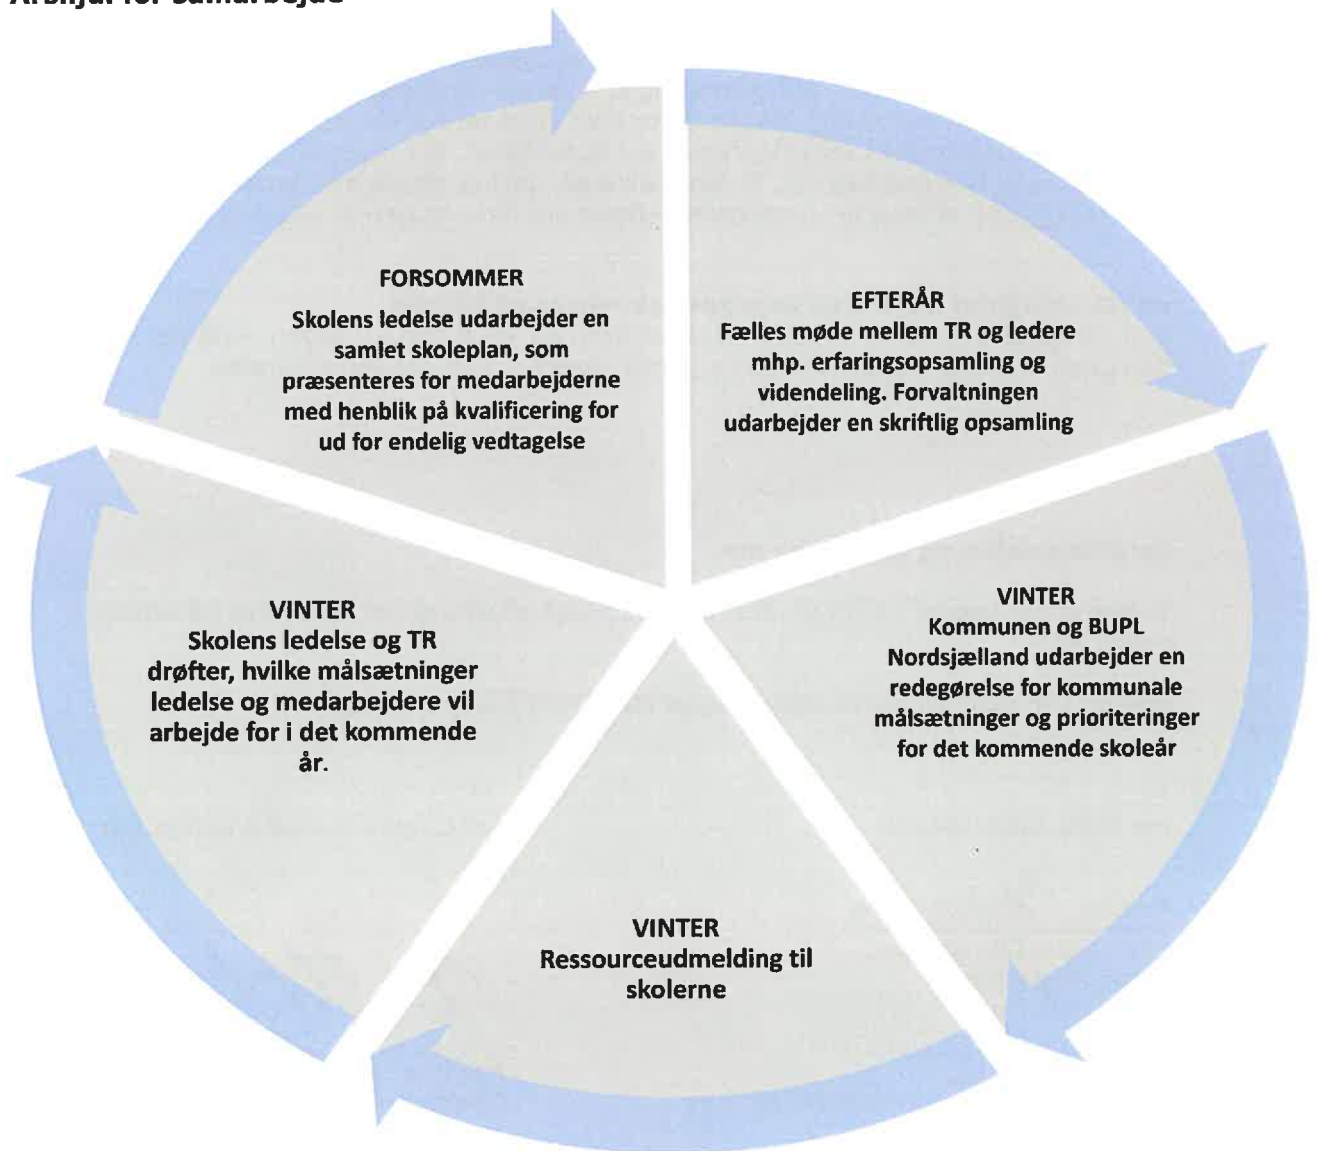 Årshjul for samarbejde
FORSOMMER
Skolens ledelse udarbejder en
samlet skoleplan, som
præsenteres for medarbejderne
med henblik på kvalificering for
ud for endelig vedtagelse
EFTERÅR
Fælles møde mellem TR og ledere
mhp. erfaringsopsamling og
videndeling. Forvaltningen
udarbejder en skriftlig opsamling
VINTER
Kommunen og BUPL
Nordsjælland udarbejder en
redegørelse for kommunale
målsætninger og prioriteringer
for det kommende skoleår
VINTER
Ressourceudmelding til
skolerne
VINTER
Skolens ledelse og TR
drøfter, hvilke målsætninger
ledelse og medarbejdere vil
arbejde for i det kommende
år.